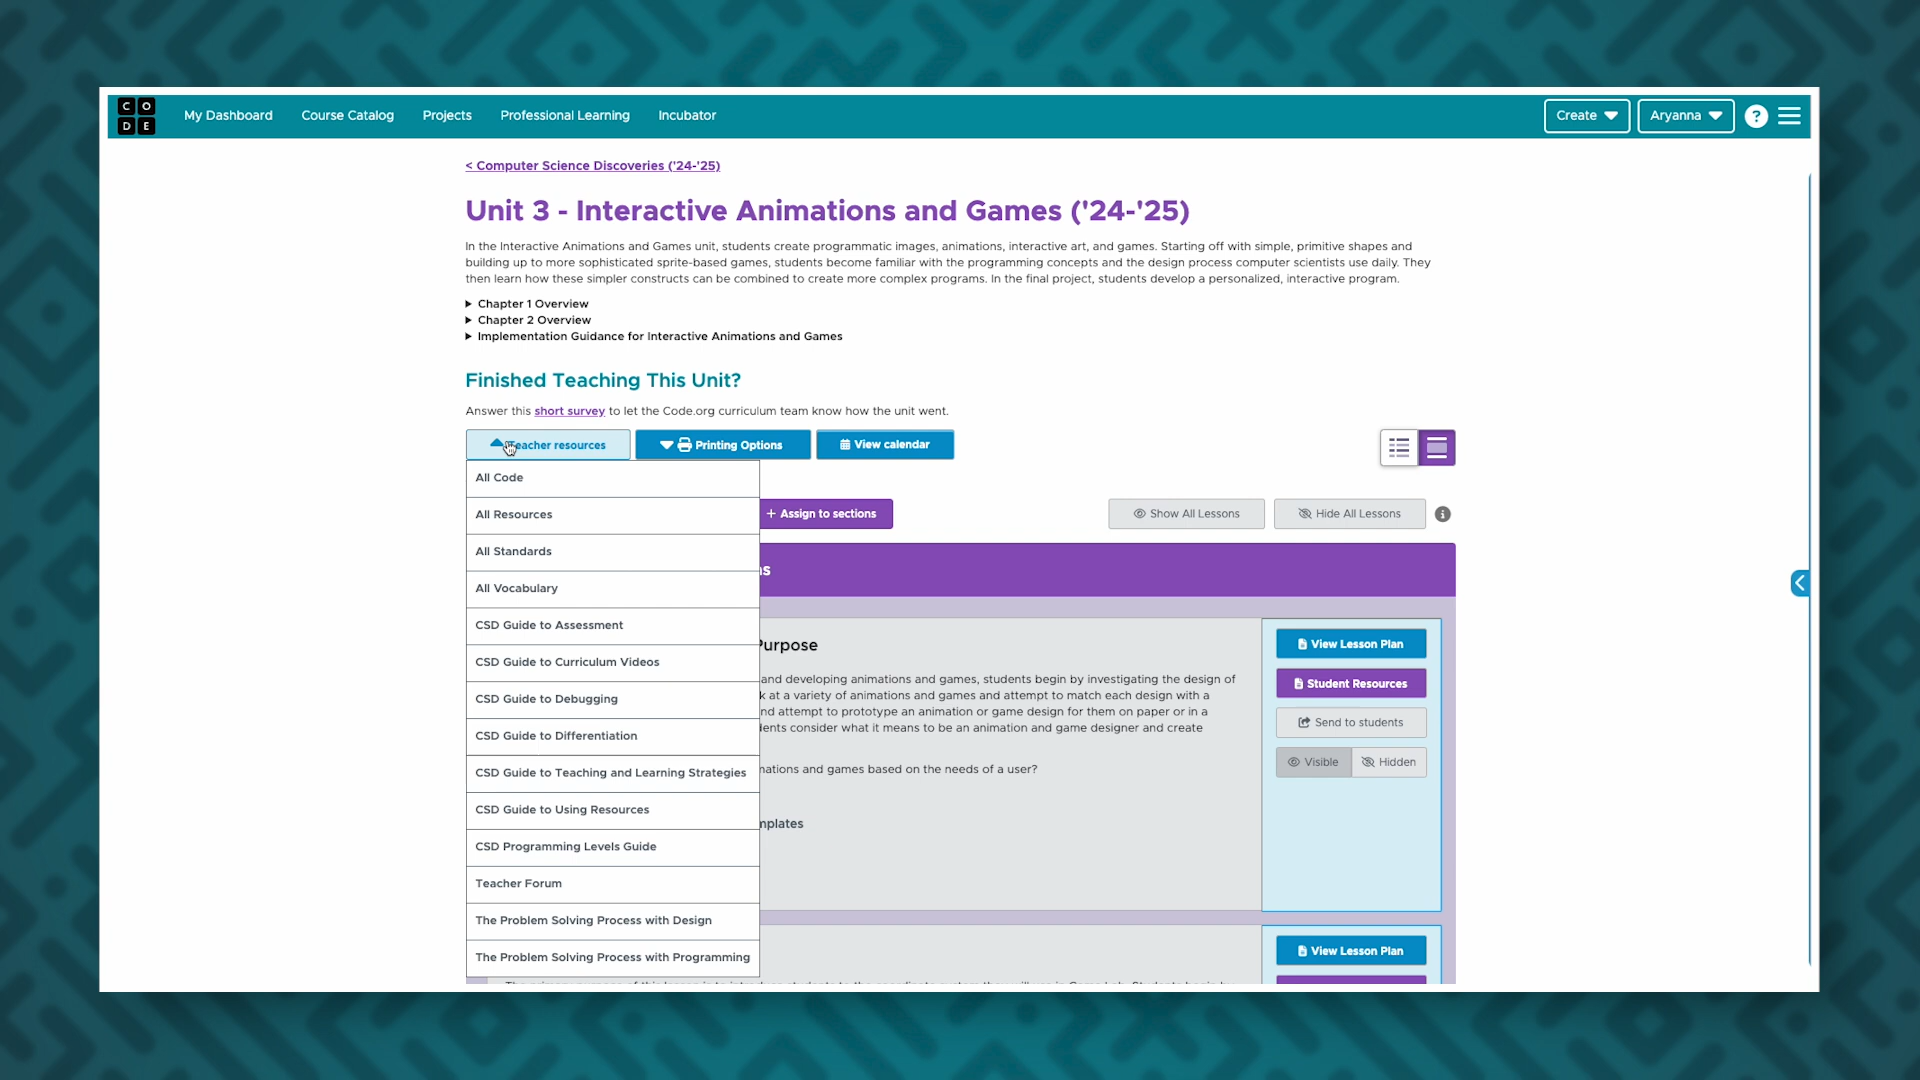 C O
D E
My Dashboard
Course Catalog
Projects
Professional Learning
Incubator
Create
Aryanna
?
< Computer Science Discoveries ('24-'25)
Unit 3 - Interactive Animations and Games ('24-'25)
In the Interactive Animations and Games unit, students create programmatic images, animations, interactive art, and games. Starting off with simple, primitive shapes and
building up to more sophisticated sprite-based games, students become familiar with the programming concepts and the design process computer scientists use daily. They
then learn how these simpler constructs can be combined to create more complex programs. In the final project, students develop a personalized, interactive program.
Chapter 1 Overview
Chapter 2 Overview
Implementation Guidance for Interactive Animations and Games
Finished Teaching This Unit?
Answer this short survey to let the Code.org curriculum team know how the unit went.
Teacher resources
Printing Options
View calendar
All Code
All Resources
All Standards
All Vocabulary
CSD Guide to Assessment
CSD Guide to Curriculum Videos
CSD Guide to Debugging
CSD Guide to Differentiation
CSD Guide to Teaching and Learning Strategies
CSD Guide to Using Resources
CSD Programming Levels Guide
Teacher Forum
The Problem Solving Process with Design
The Problem Solving Process with Programming
+ Assign to sections
Show All Lessons
Hide All Lessons
Purpose
and developing animations and games, students begin by investigating the design of
k at a variety of animations and games and attempt to match each design with a
nd attempt to prototype an animation or game design for them on paper or in a
dents consider what it means to be an animation and game designer and create
mations and games based on the needs of a user?
mplates
View Lesson Plan
Student Resources
Send to students
Visible
Hidden
View Lesson Plan